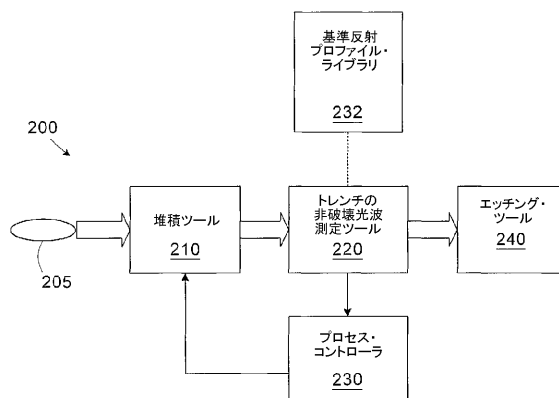 基準反射
プロファイル・
ライブラリ
232
200
堆積ツール
210
トレンチの
非破壊光波
測定ツール
220
エッチング・
ツール
240
205
プロセス・
コントローラ
230